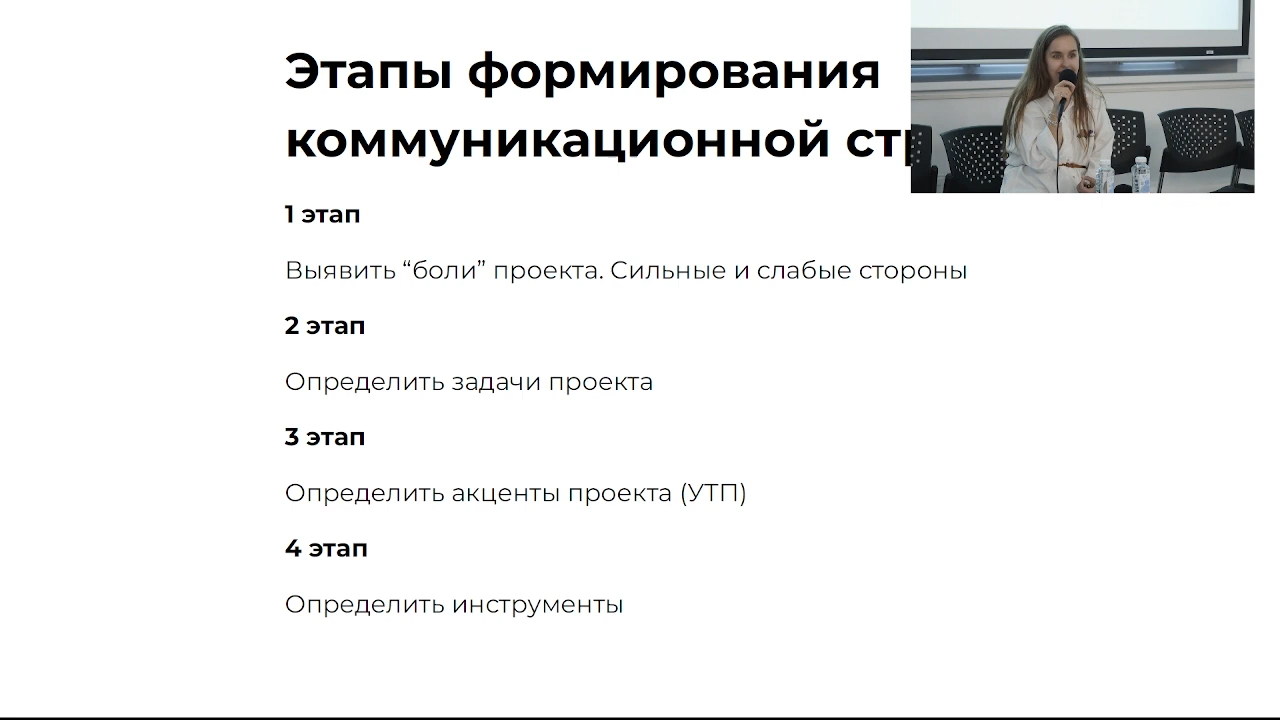 Этапы формирования
коммуникационной
1 этап
Выявить “боли” проекта. Сильные и слабые стороны
2 этап
Определить задачи проекта
3 этап
Определить акценты проекта (УТП)
4 этап
Определить инструменты